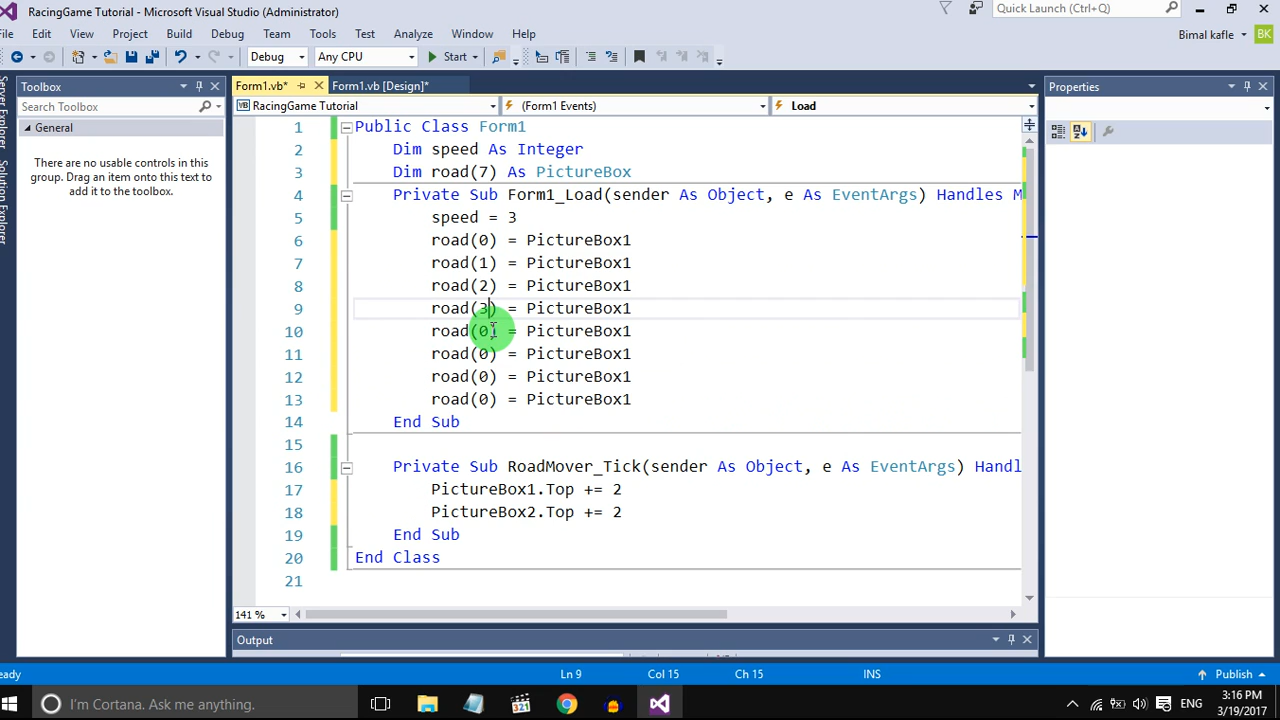 RacingGame Tutorial - Microsoft Visual Studio (Administrator)
Quick Launch (Ctrl+Q)
File Edit View Project Build Debug Team Tools Test Analyze Window Help
Bimal kafle
BK
Debug
Any CPU
Start
Server Explorer
Solution Explorer
Toolbox
Search Toolbox
General
There are no usable controls in this
group. Drag an item onto this text to
add it to the toolbox.
Form1.vb*
Form1.vb [Design]*
RacingGame Tutorial
(Form1 Events)
Load
1 Public Class Form1
2 Dim speed As Integer
3 Dim road(7) As PictureBox
4 Private Sub Form1_Load(sender As Object, e As EventArgs) Handles M
5 speed = 3
6 road(0) = PictureBox1
7 road(1) = PictureBox1
8 road(2) = PictureBox1
9 road(3) = PictureBox1
10 road(0) = PictureBox1
11 road(0) = PictureBox1
12 road(0) = PictureBox1
13 road(0) = PictureBox1
14 End Sub
15
16 Private Sub RoadMover_Tick(sender As Object, e As EventArgs) Handl
17 PictureBox1.Top += 2
18 PictureBox2.Top += 2
19 End Sub
20 End Class
21
141 %
Output
Properties
eady
Ln 9
Col 15
Ch 15
INS
Publish
I'm Cortana. Ask me anything.
321
ENG
3:16 PM
3/19/2017